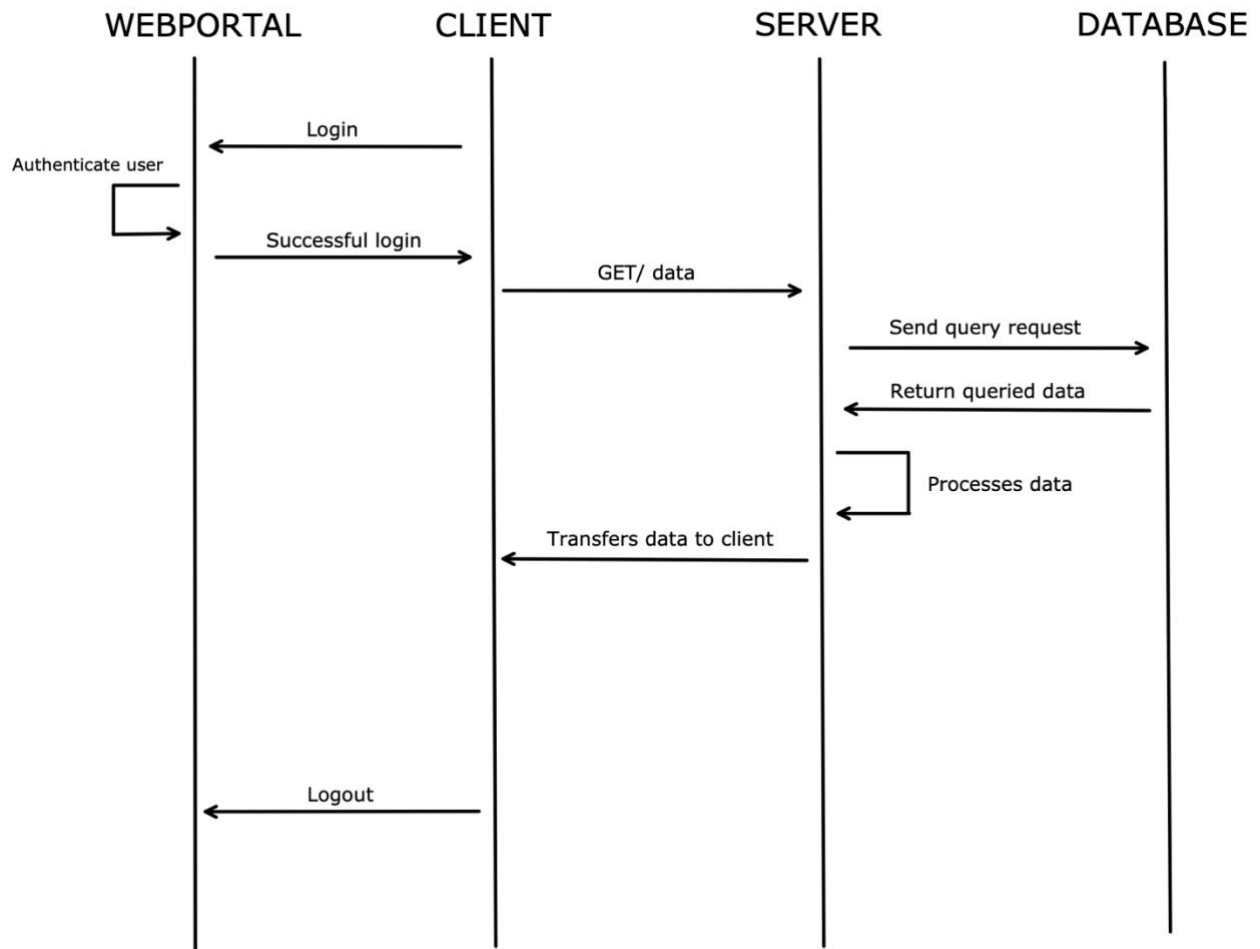 WEBPORTAL
CLIENT
SERVER
DATABASE
Login
Authenticate user
Successful login
GET/ data
Send query request
Return queried data
Processes data
Transfers data to client
Logout